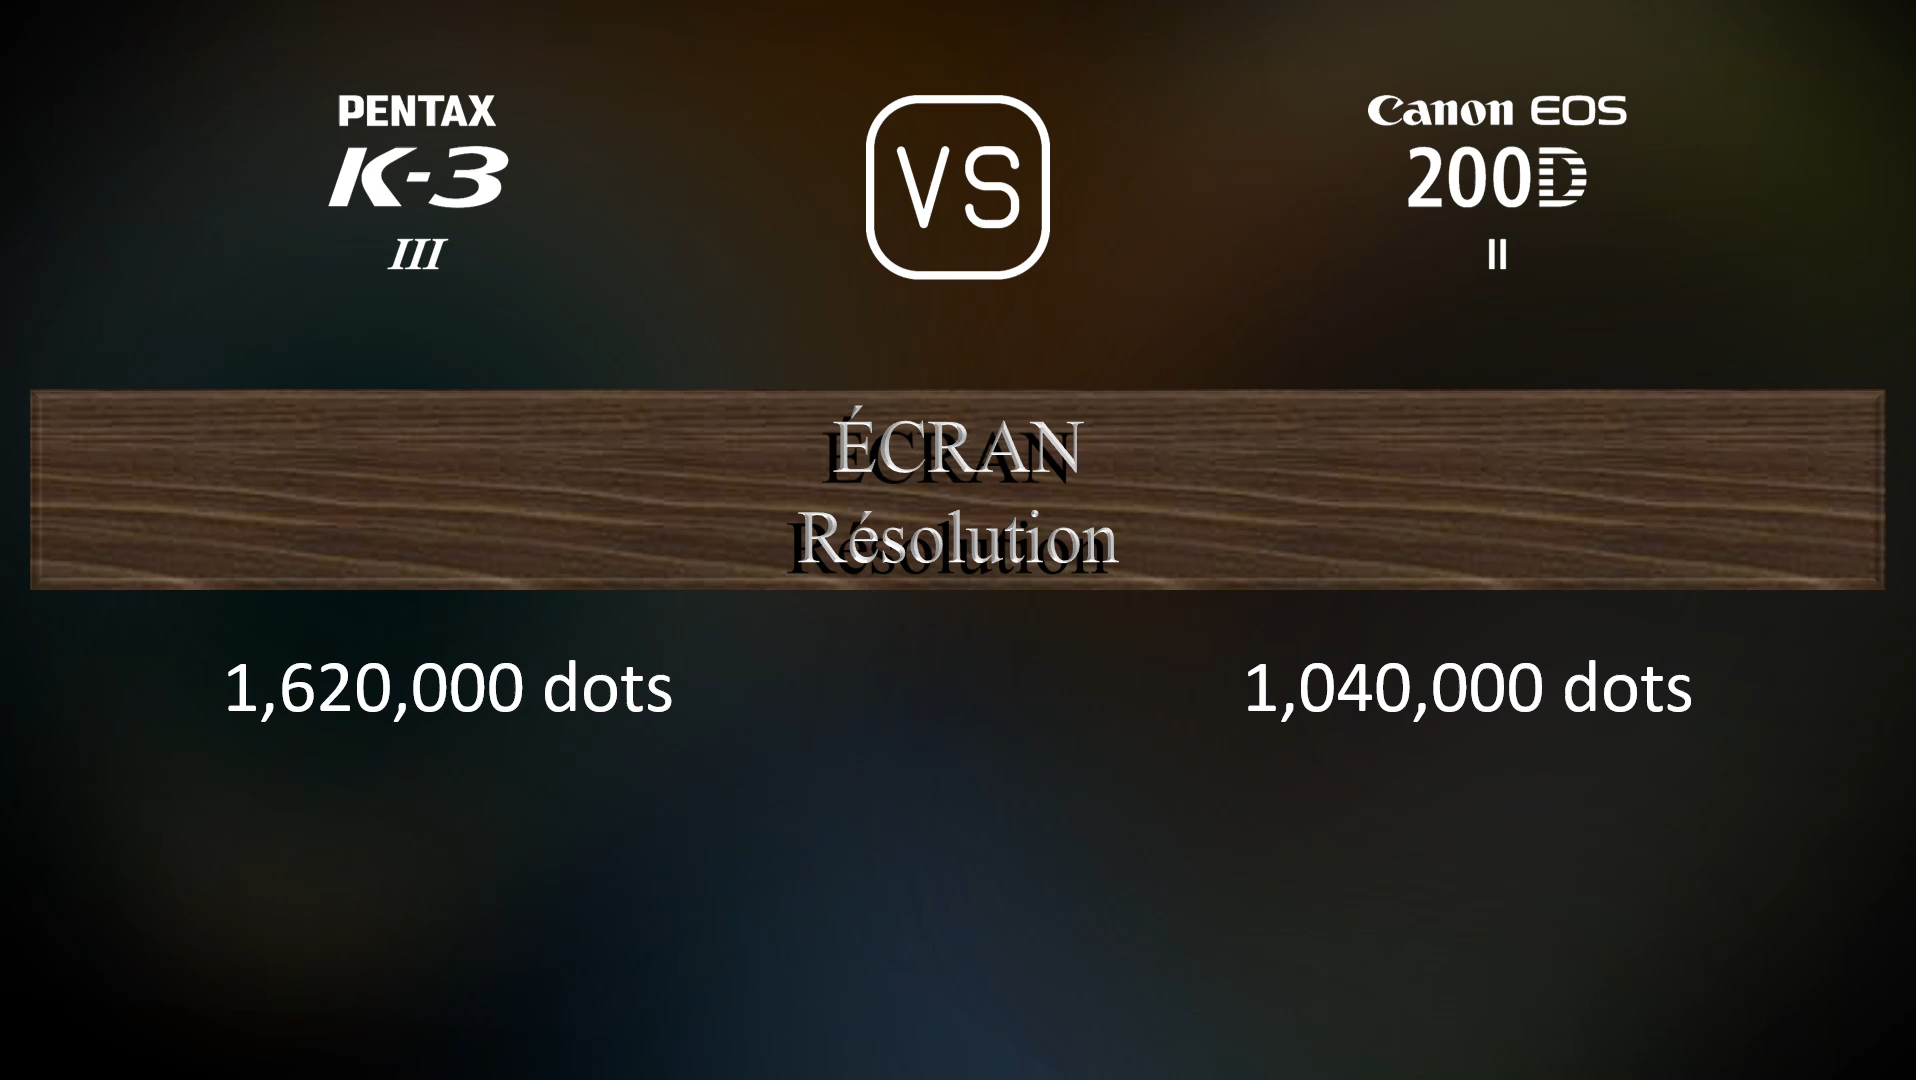 PENTAX
K-3
III
VS
Canon EOS
200D
II
ÉCRAN
Résolution
1,620,000 dots
1,040,000 dots